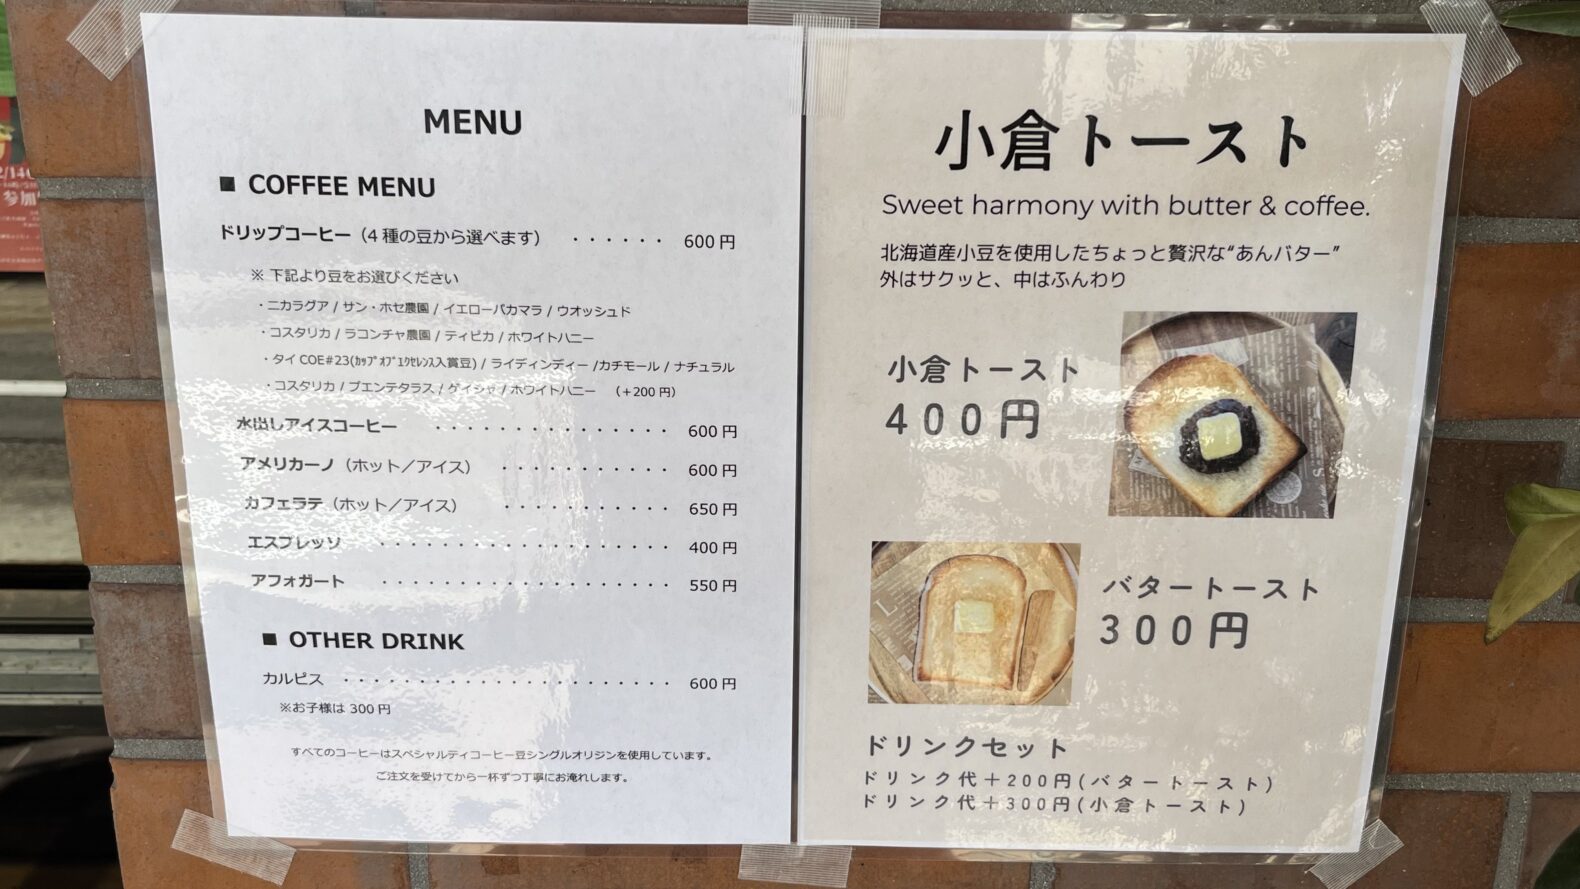 MENU
■ COFFEE MENU
ドリップコーヒー（4種の豆から選べます） ・・・・・・ 600円
※ 下記より豆をお選びください
・ニカラグア / サン・ホセ農園 / イエローパカマラ / ウオッシュド
・コスタリカ / ラコンチャ農園 / ティピカ / ホワイトハニー
・タイ COE#23(ｶｯﾌﾟｵﾌﾞｴｸｾﾚﾝｽ入賞豆) / ライディンディー /カチモール / ナチュラル
・コスタリカ / プエンテタラス / ゲイシャ / ホワイトハニー （+200円）
水出しアイスコーヒー ・・・・・・・・・・・・・・・ 600円
アメリカーノ（ホット／アイス） ・・・・・・・・・・・ 600円
カフェラテ（ホット／アイス） ・・・・・・・・・・・ 650円
エスプレッソ ・・・・・・・・・・・・・・・・・・・ 400円
アフォガート ・・・・・・・・・・・・・・・・・・・ 550円
■ OTHER DRINK
カルピス ・・・・・・・・・・・・・・・・・・・・・ 600円
※お子様は 300円
すべてのコーヒーはスペシャルティコーヒー豆シングルオリジンを使用しています。
ご注文を受けてから一杯ずつ丁寧にお淹れします。
小倉トースト
Sweet harmony with butter & coffee.
北海道産小豆を使用したちょっと贅沢な“あんバター”
外はサクッと、中はふんわり
小倉トースト
400円
バタートースト
300円
ドリンクセット
ドリンク代＋200円(バタートースト)
ドリンク代＋300円(小倉トースト)